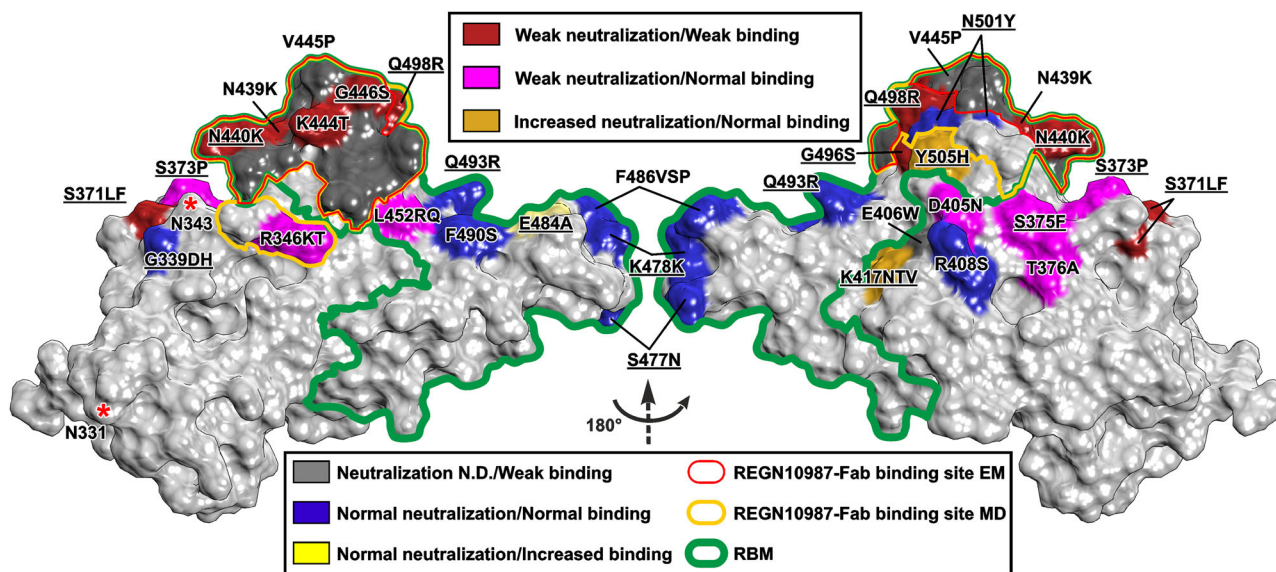 Weak neutralization/Weak binding
Weak neutralization/Normal binding
Increased neutralization/Normal binding
V445P
Q498R
G446S
N439K
K444T
N440K
S373P
S371LF
N343
*
G339DH
R346KT
L452RQ
Q493R
F490S
E484A
F486VSP
K478K
S477N
N331
*
N501Y
V445P
N439K
Q498R
N440K
G496S
Y505H
S373P
Q493R
S371LF
D405N
E406W
S375F
R408S
T376A
K417NTV
180°
Neutralization N.D./Weak binding
Normal neutralization/Normal binding
Normal neutralization/Increased binding
REGN10987-Fab binding site EM
REGN10987-Fab binding site MD
RBM